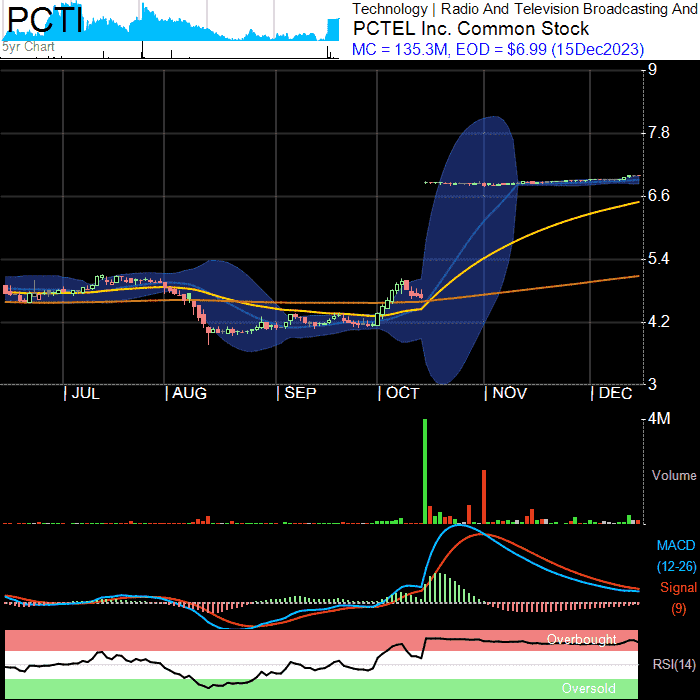 PCTI
5yr Chart
Technology | Radio And Television Broadcasting And
PCTEL Inc. Common Stock
MC = 135.3M, EOD = $6.99 (15Dec2023)
9
7.8
6.6
5.4
4.2
3
| JUL | AUG | SEP | OCT | NOV | DEC
4M
Volume
MACD
(12-26)
Signal
(9)
Overbought
RSI(14)
Oversold